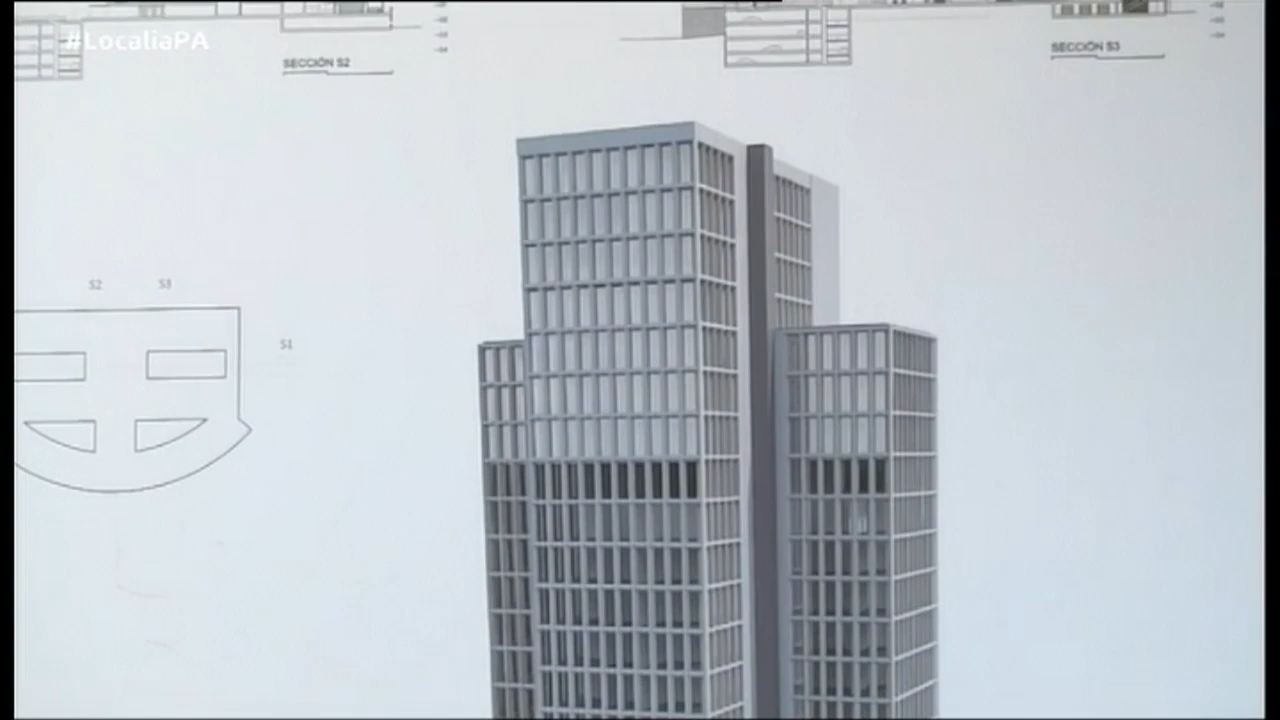 #LocaliaPA
SECCIÓN S2
SECCIÓN S3
S2 S3
S1